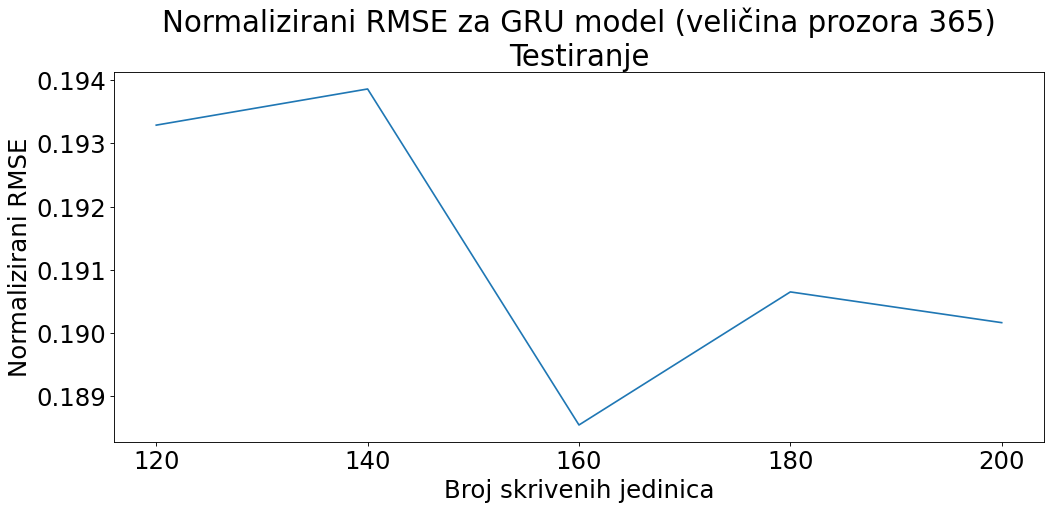 Normalizirani RMSE za GRU model (veličina prozora 365)
Testiranje
Normalizirani RMSE
0.194
0.193
0.192
0.191
0.190
0.189
120 140 160 180 200
Broj skrivenih jedinica